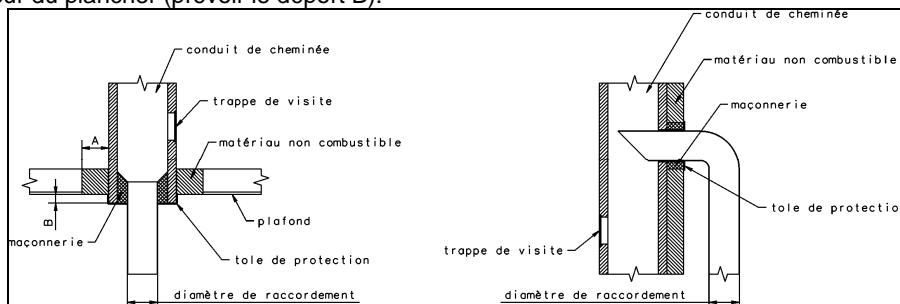 eur du plancher (prévoir le déport B).
conduit de cheminée
trappe de visite
matériau non combustible
A
B
plafond
maçonnerie
tole de protection
diamètre de raccordement
conduit de cheminée
matériau non combustible
maçonnerie
tole de protectio
trappe de visite
diamètre de raccordement